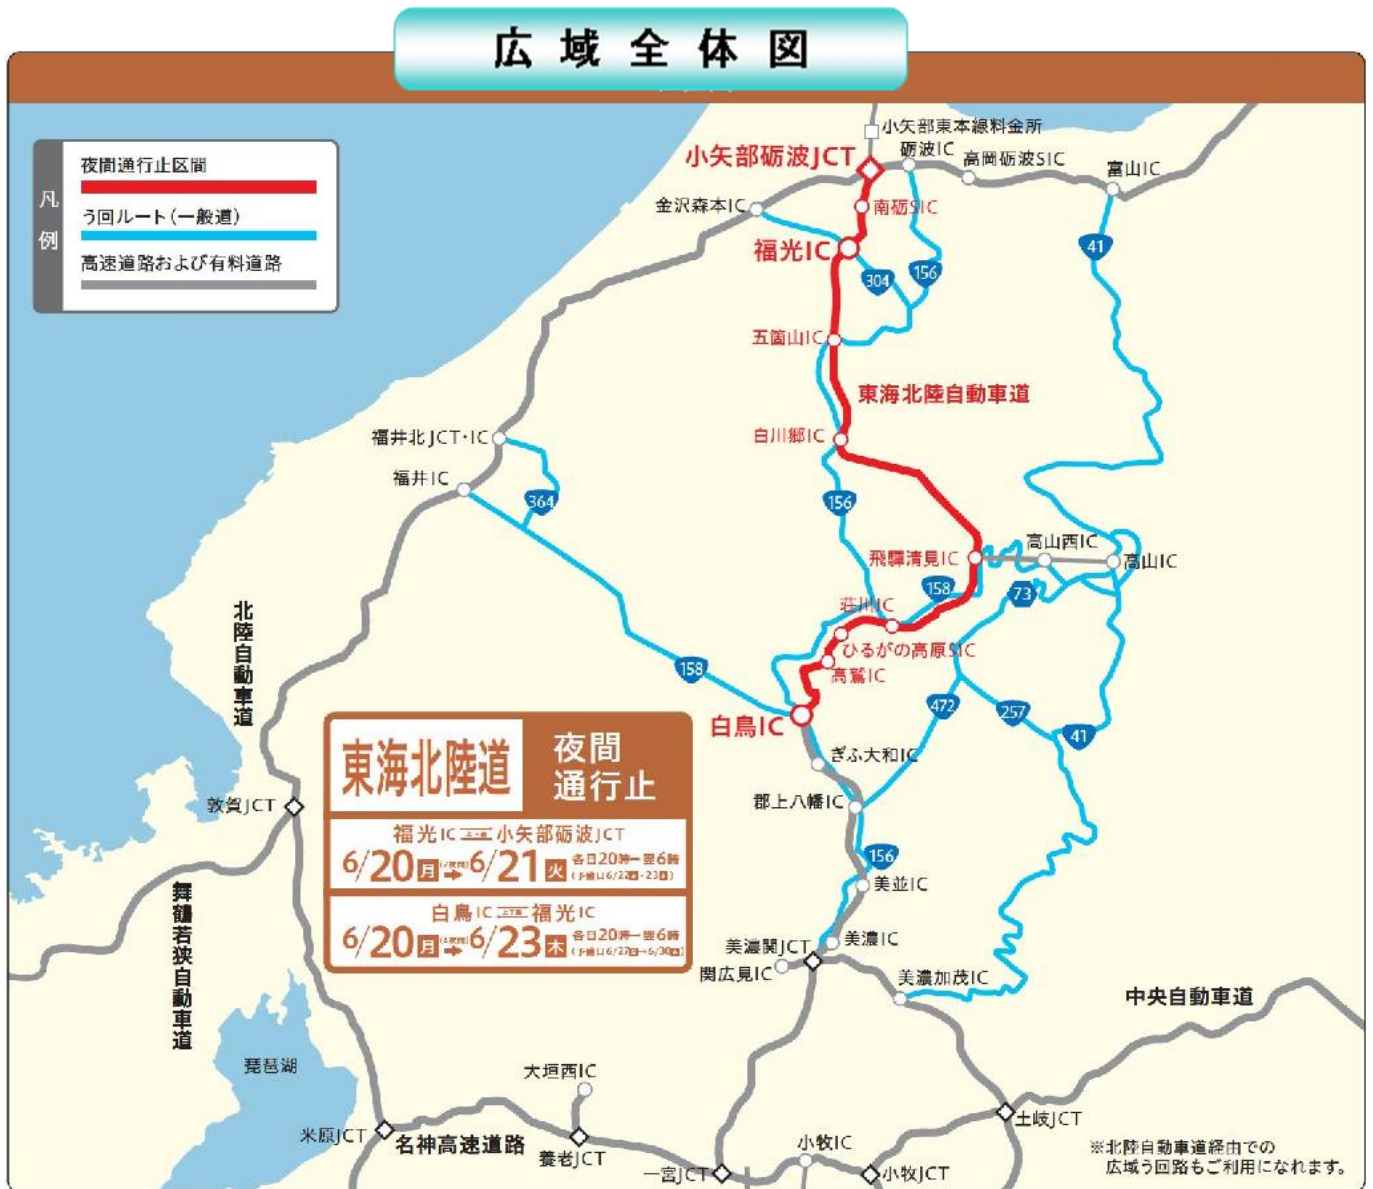 広域全体図
凡例
夜間通行止区間
う回ルート(一般道)
高速道路および有料道路
小矢部東本線料金所
小矢部砺波JCT
砺波IC
高岡砺波SIC
富山IC
金沢森本IC
南砺SIC
福光IC
41
304
156
五箇山IC
東海北陸自動車道
福井北JCT・IC
白川郷IC
福井IC
364
156
飛騨清見IC
高山西IC
高山IC
158
73
荘川IC
ひるがの高原SIC
高鷲IC
北陸自動車道
158
472
257
41
白鳥IC
ぎふ大和IC
東海北陸道
夜間
通行止
敦賀JCT
郡上八幡IC
福光IC 小矢部砺波JCT
6/20月➡6/21火 各日20時ー翌6時
156
美並IC
舞鶴若狭自動車道
白鳥IC 福光IC
6/20月➡6/23木 各日20時ー翌6時
美濃関JCT
美濃IC
関広見IC
美濃加茂IC
中央自動車道
琵琶湖
大垣西IC
土岐JCT
米原JCT
名神高速道路
養老JCT
小牧IC
一宮JCT
小牧JCT
※北陸自動車道経由での
広域う回路もご利用になれます。